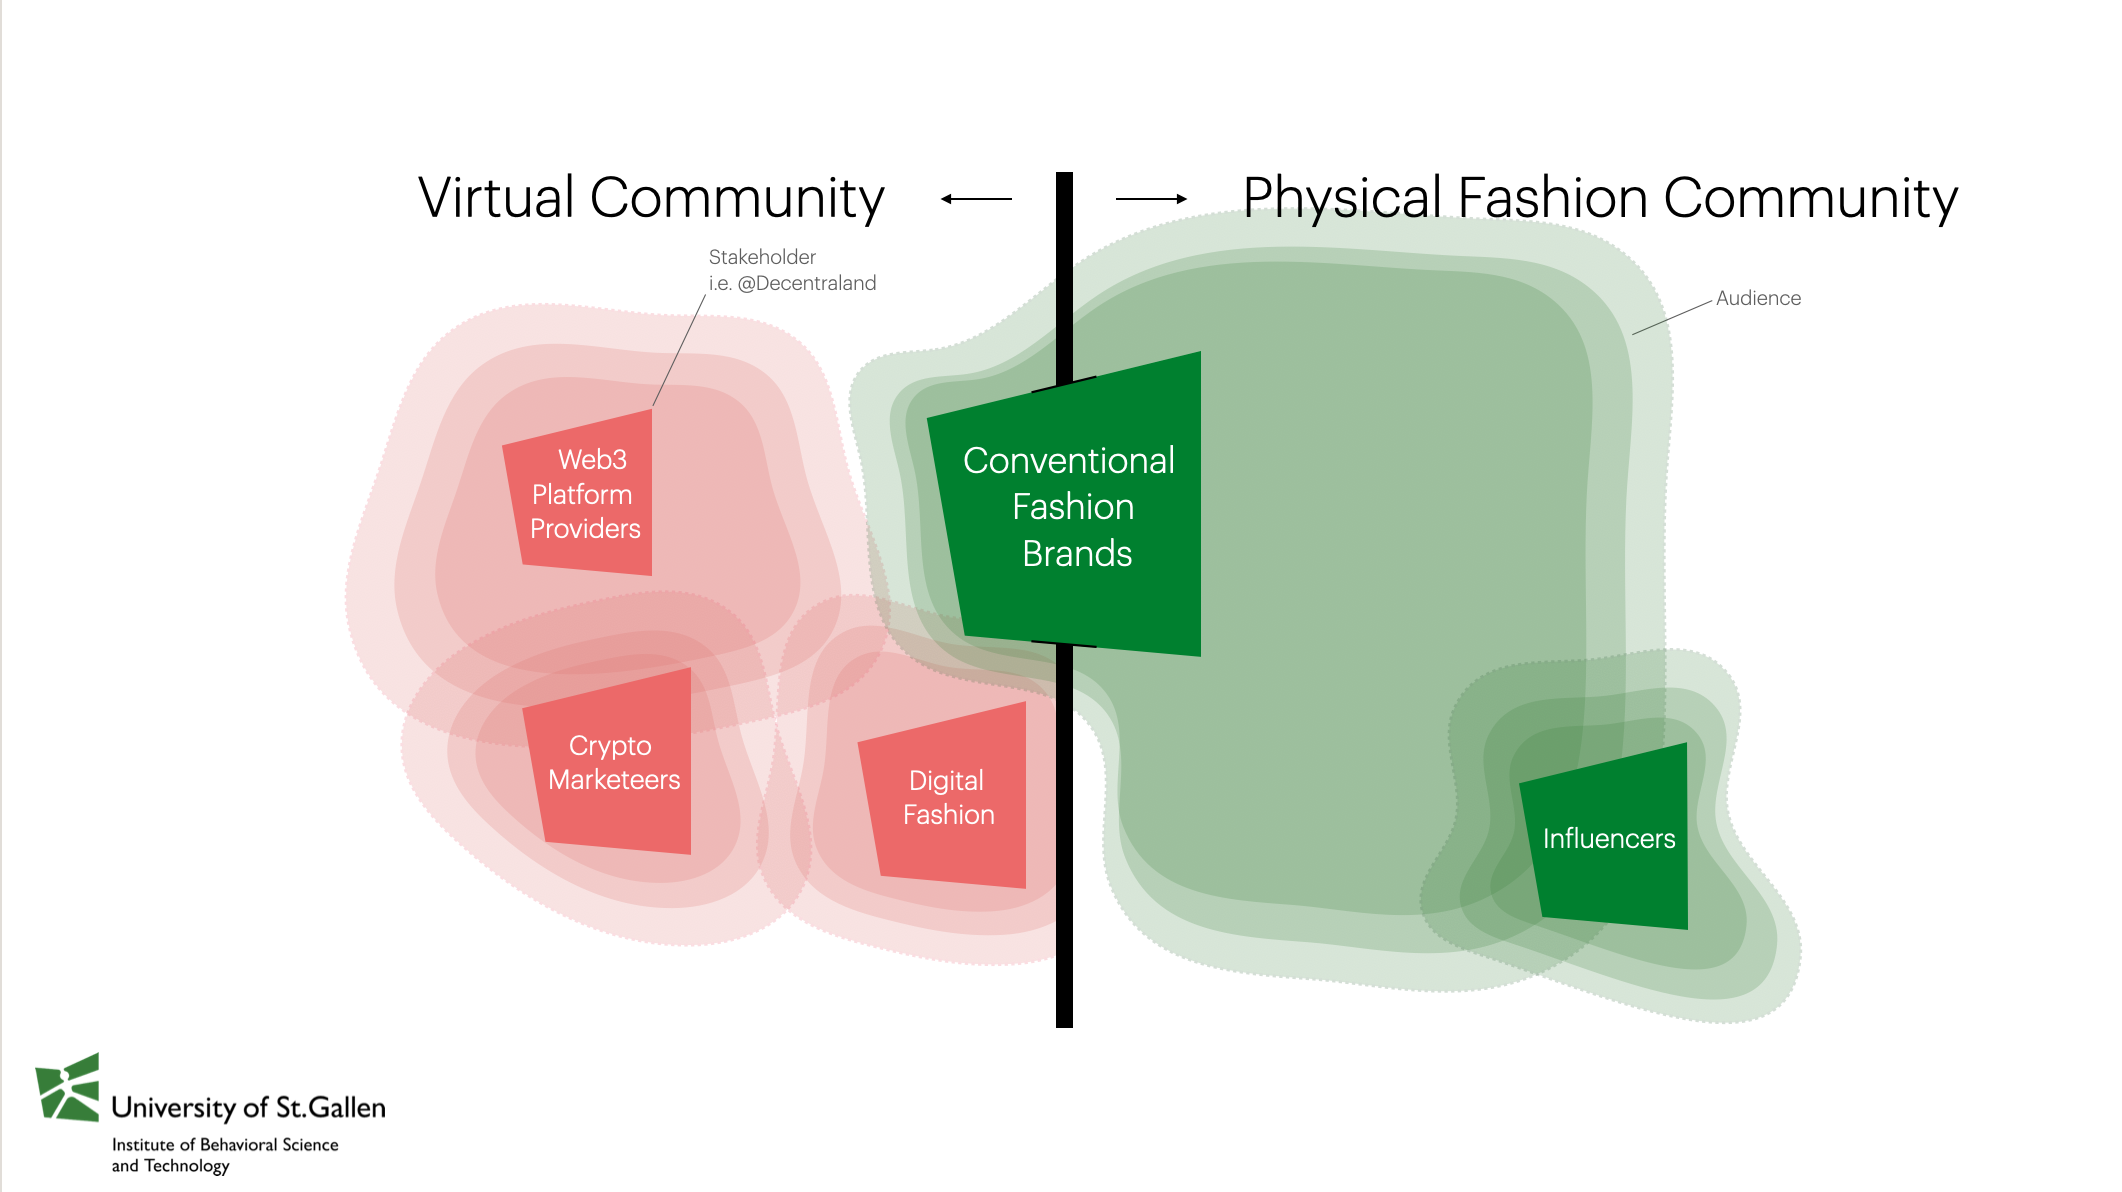 Virtual Community
Physical Fashion Community
Stakeholder
i.e. @Decentraland
Audience
Web3
Platform
Providers
Conventional
Fashion
Brands
Crypto
Marketeers
Digital
Fashion
Influencers
University of St.Gallen
Institute of Behavioral Science
and Technology